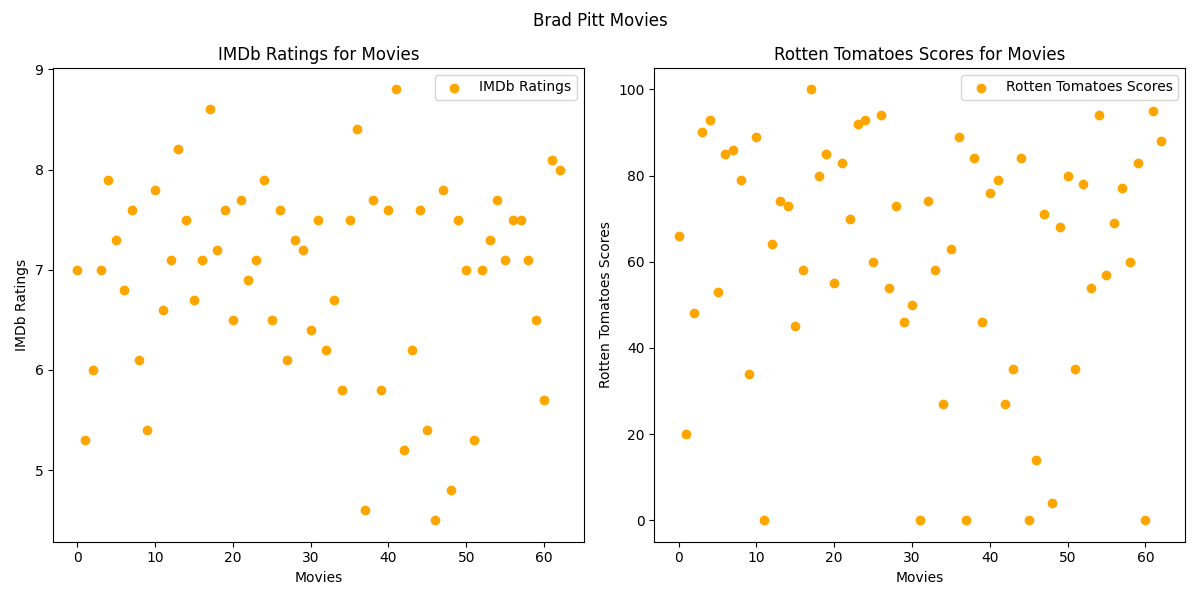 Brad Pitt Movies
IMDb Ratings for Movies
IMDb Ratings
9
8
7
6
5
IMDb Ratings
0 10 20 30 40 50 60
Movies
Rotten Tomatoes Scores for Movies
Rotten Tomatoes Scores
100
80
60
40
20
0
Rotten Tomatoes Scores
0 10 20 30 40 50 60
Movies